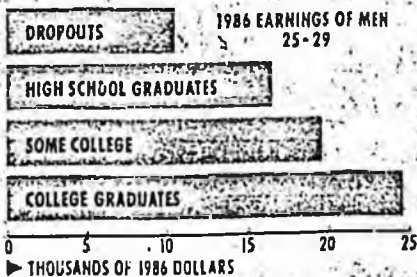 1986 EARNINGS OF MEN
25-29
DROPOUTS
HIGH SCHOOL GRADUATES
SOME COLLEGE
COLLEGE GRADUATES
0 5 10 15 20 25
▶ THOUSANDS OF 1986 DOLLARS